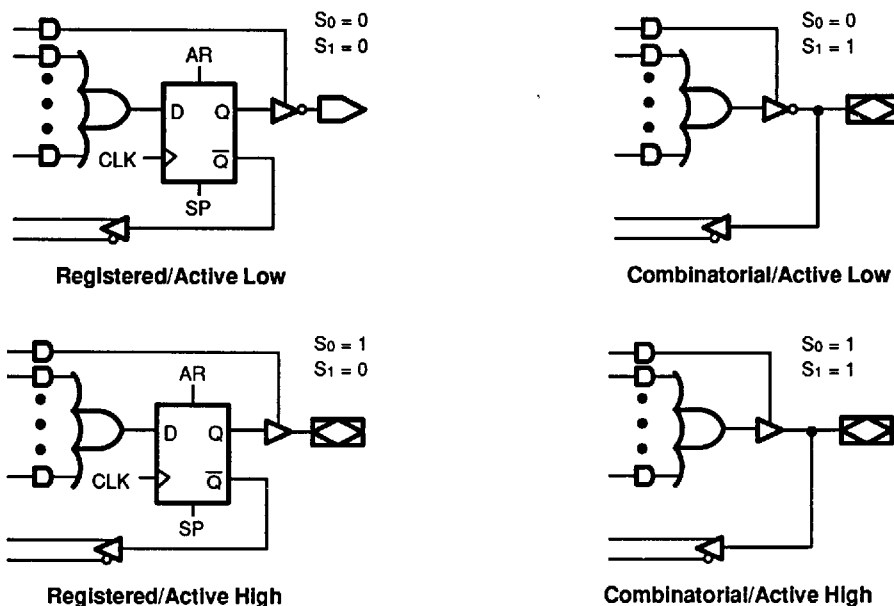 S0 = 0
S1 = 0
AR
D
Q
CLK
Q̅
SP
Registered/Active Low
S0 = 0
S1 = 1
Combinatorial/Active Low
S0 = 1
S1 = 0
AR
D
Q
CLK
Q̅
SP
Registered/Active High
S0 = 1
S1 = 1
Combinatorial/Active High